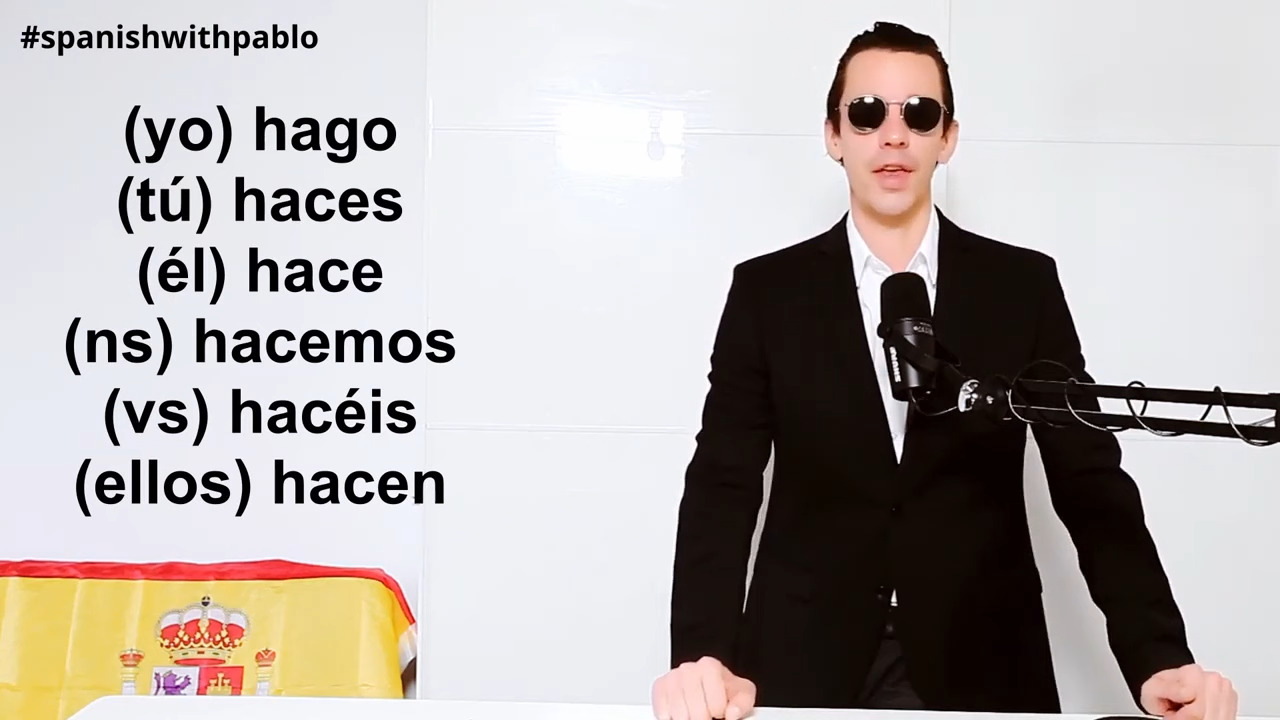 #spanishwithpablo
(yo) hago
(tú) haces
(él) hace
(ns) hacemos
(vs) hacéis
(ellos) hacen